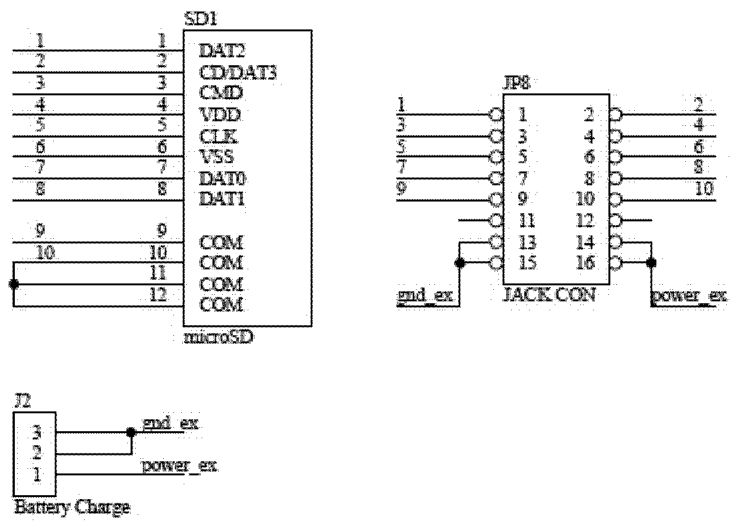 SD1
1 1 DAT2
2 2 CD/DAT3
3 3 CMD
4 4 VDD
5 5 CLK
6 6 VSS
7 7 DAT0
8 8 DAT1
9 9 COM
10 10 COM
11 COM
12 COM
microSD
JP8
1 1 2 2
3 3 4 4
5 5 6 6
7 7 8 8
9 9 10 10
11 12
13 14
15 16
gnd_ex JACK CON power_ex
J2
3 gnd_ex
2
1 power_ex
Battery Charge